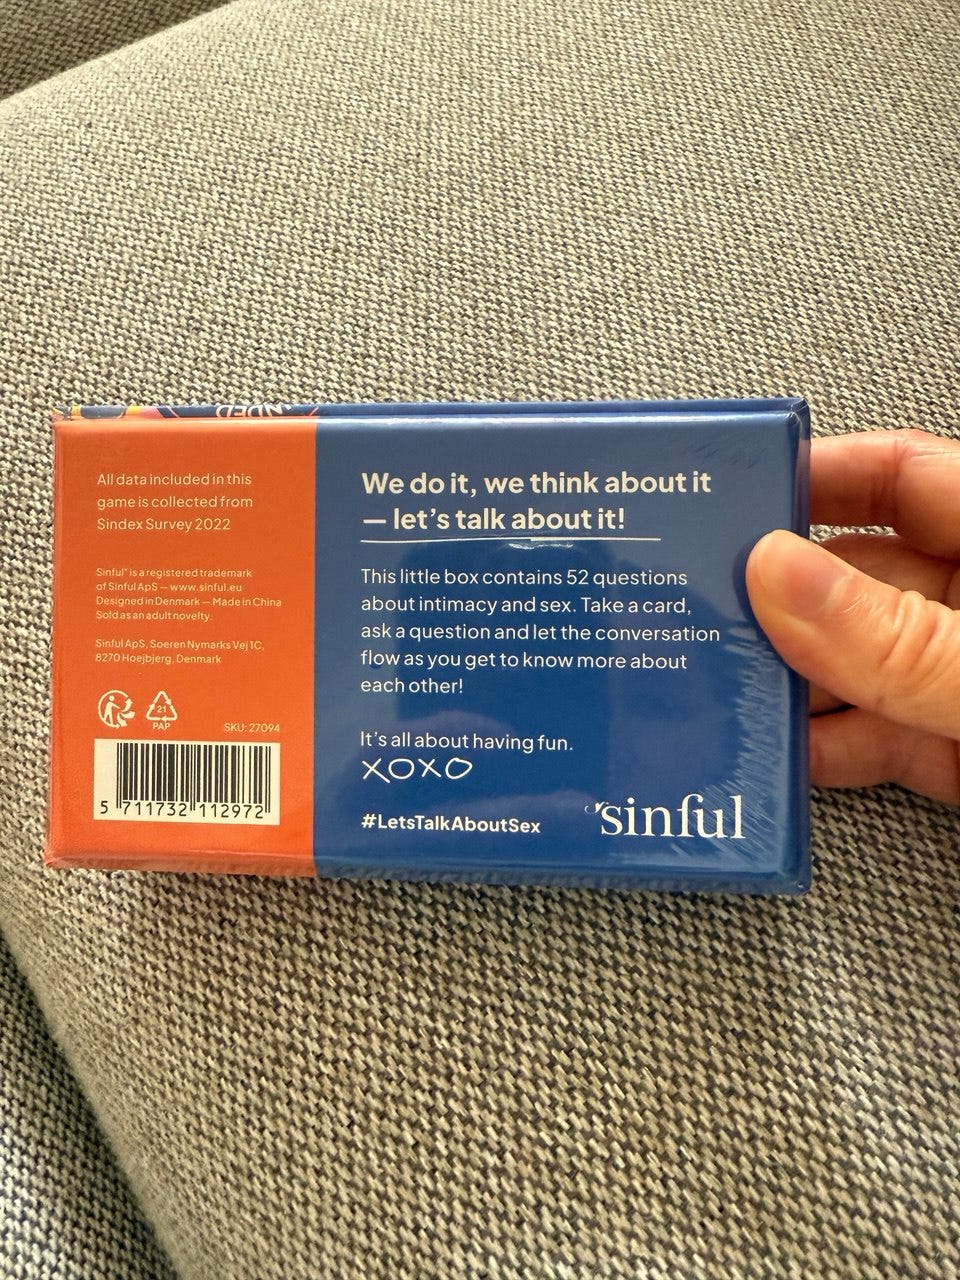 NDED
All data included in this
game is collected from
Sindex Survey 2022
Sinful® is a registered trademark
of Sinful ApS — www.sinful.eu
Designed in Denmark — Made in China
Sold as an adult novelty.
Sinful ApS, Soeren Nymarks Vej 1C,
8270 Hoejbjerg, Denmark
21
PAP
SKU: 27094
5 711732 112972
We do it, we think about it
— let's talk about it!
This little box contains 52 questions
about intimacy and sex. Take a card,
ask a question and let the conversation
flow as you get to know more about
each other!
It's all about having fun.
XOXO
#LetsTalkAboutSex
sinful